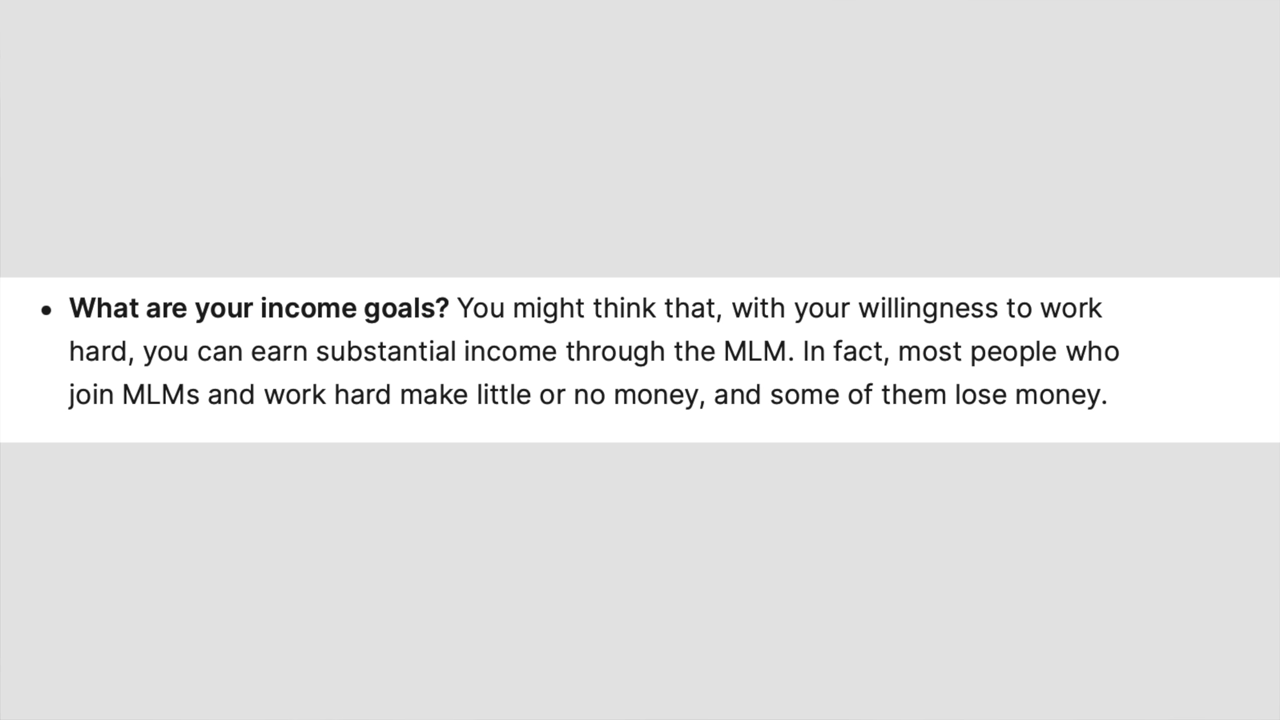 • What are your income goals? You might think that, with your willingness to work
hard, you can earn substantial income through the MLM. In fact, most people who
join MLMs and work hard make little or no money, and some of them lose money.